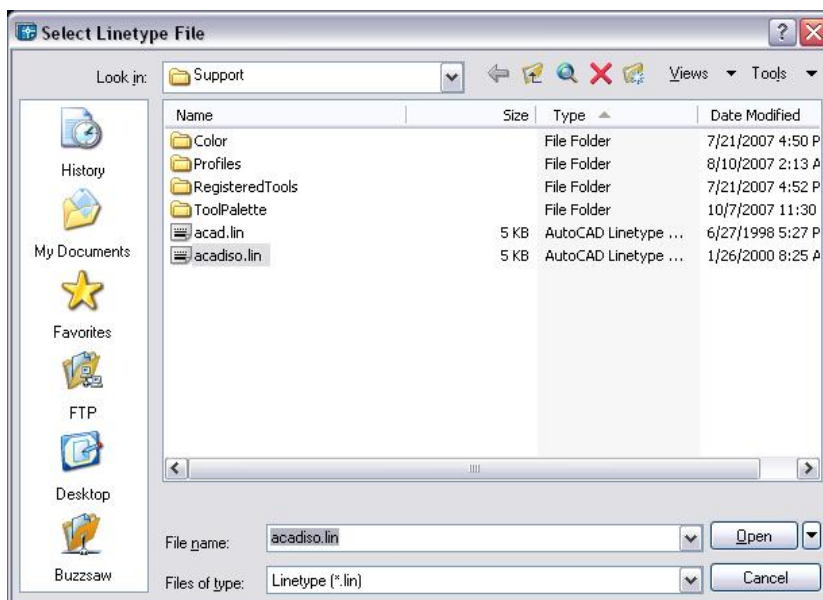 Select Linetype File
Look in: Support Views Tools
Name Size Type Date Modified
Color File Folder 7/21/2007 4:50 P
Profiles File Folder 8/10/2007 2:13 A
RegisteredTools File Folder 7/21/2007 4:52 P
ToolPalette File Folder 10/7/2007 11:30
acad.lin 5 KB AutoCAD Linetype ... 6/27/1998 5:27 P
acadiso.lin 5 KB AutoCAD Linetype ... 1/26/2000 8:25 A
History
My Documents
Favorites
FTP
Desktop
Buzzsaw
File name: acadiso.lin Open
Files of type: Linetype (*.lin) Cancel